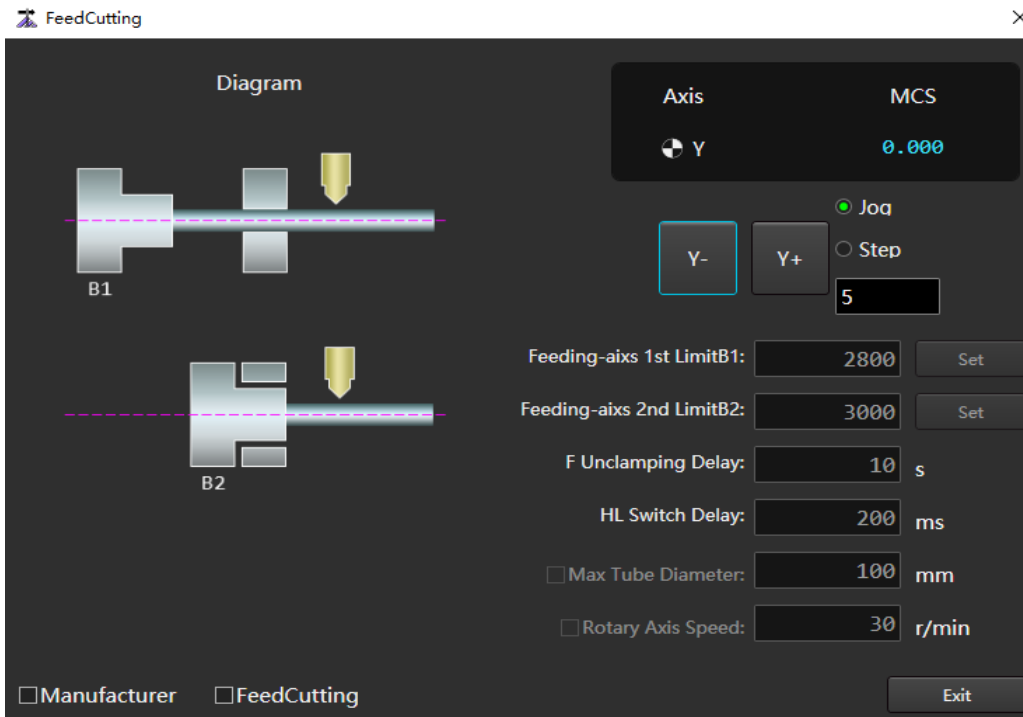 FeedCutting
Diagram
Axis MCS
Y 0.000
Jog
Y- Y+ Step
5
B1
Feeding-aixs 1st LimitB1: 2800 Set
Feeding-aixs 2nd LimitB2: 3000 Set
F Unclamping Delay: 10 s
B2
HL Switch Delay: 200 ms
Max Tube Diameter: 100 mm
Rotary Axis Speed: 30 r/min
Manufacturer FeedCutting Exit